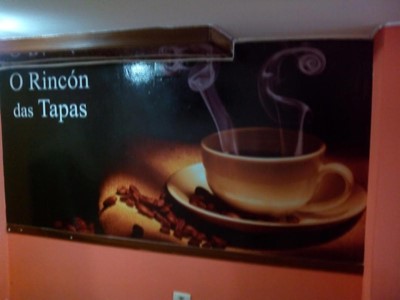 O Rincón
das Tapas